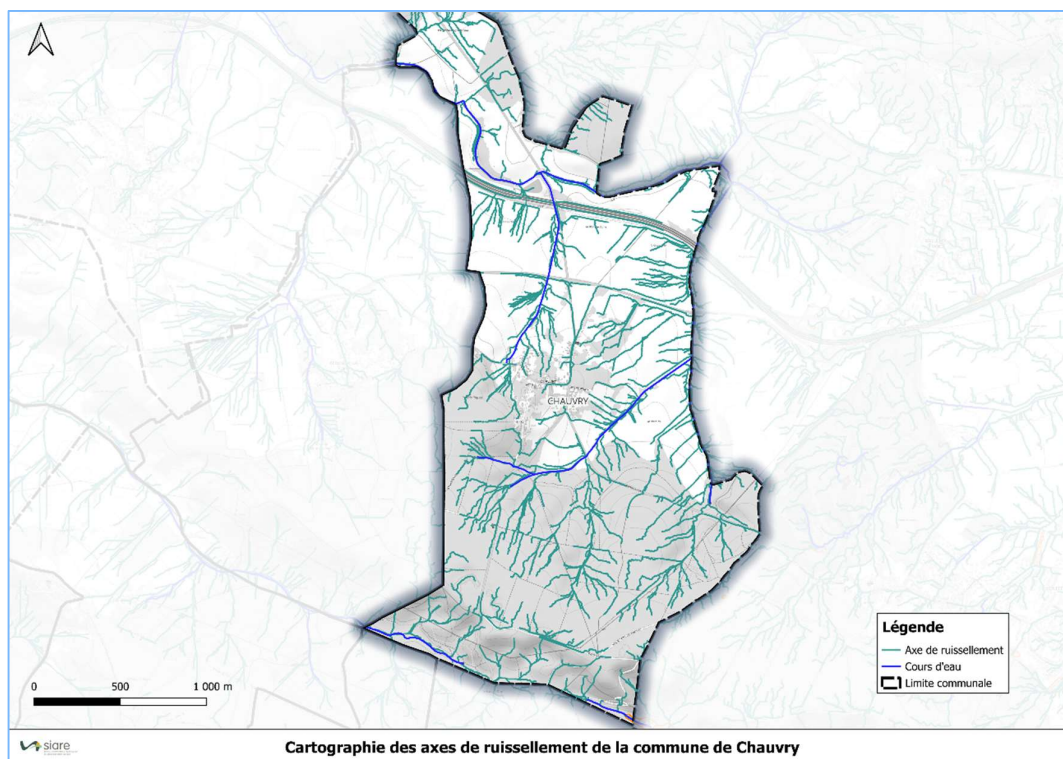 CHAUVRY
Légende
Axe de ruissellement
Cours d'eau
Limite communale
0 500 1 000 m
siare
Cartographie des axes de ruissellement de la commune de Chauvry